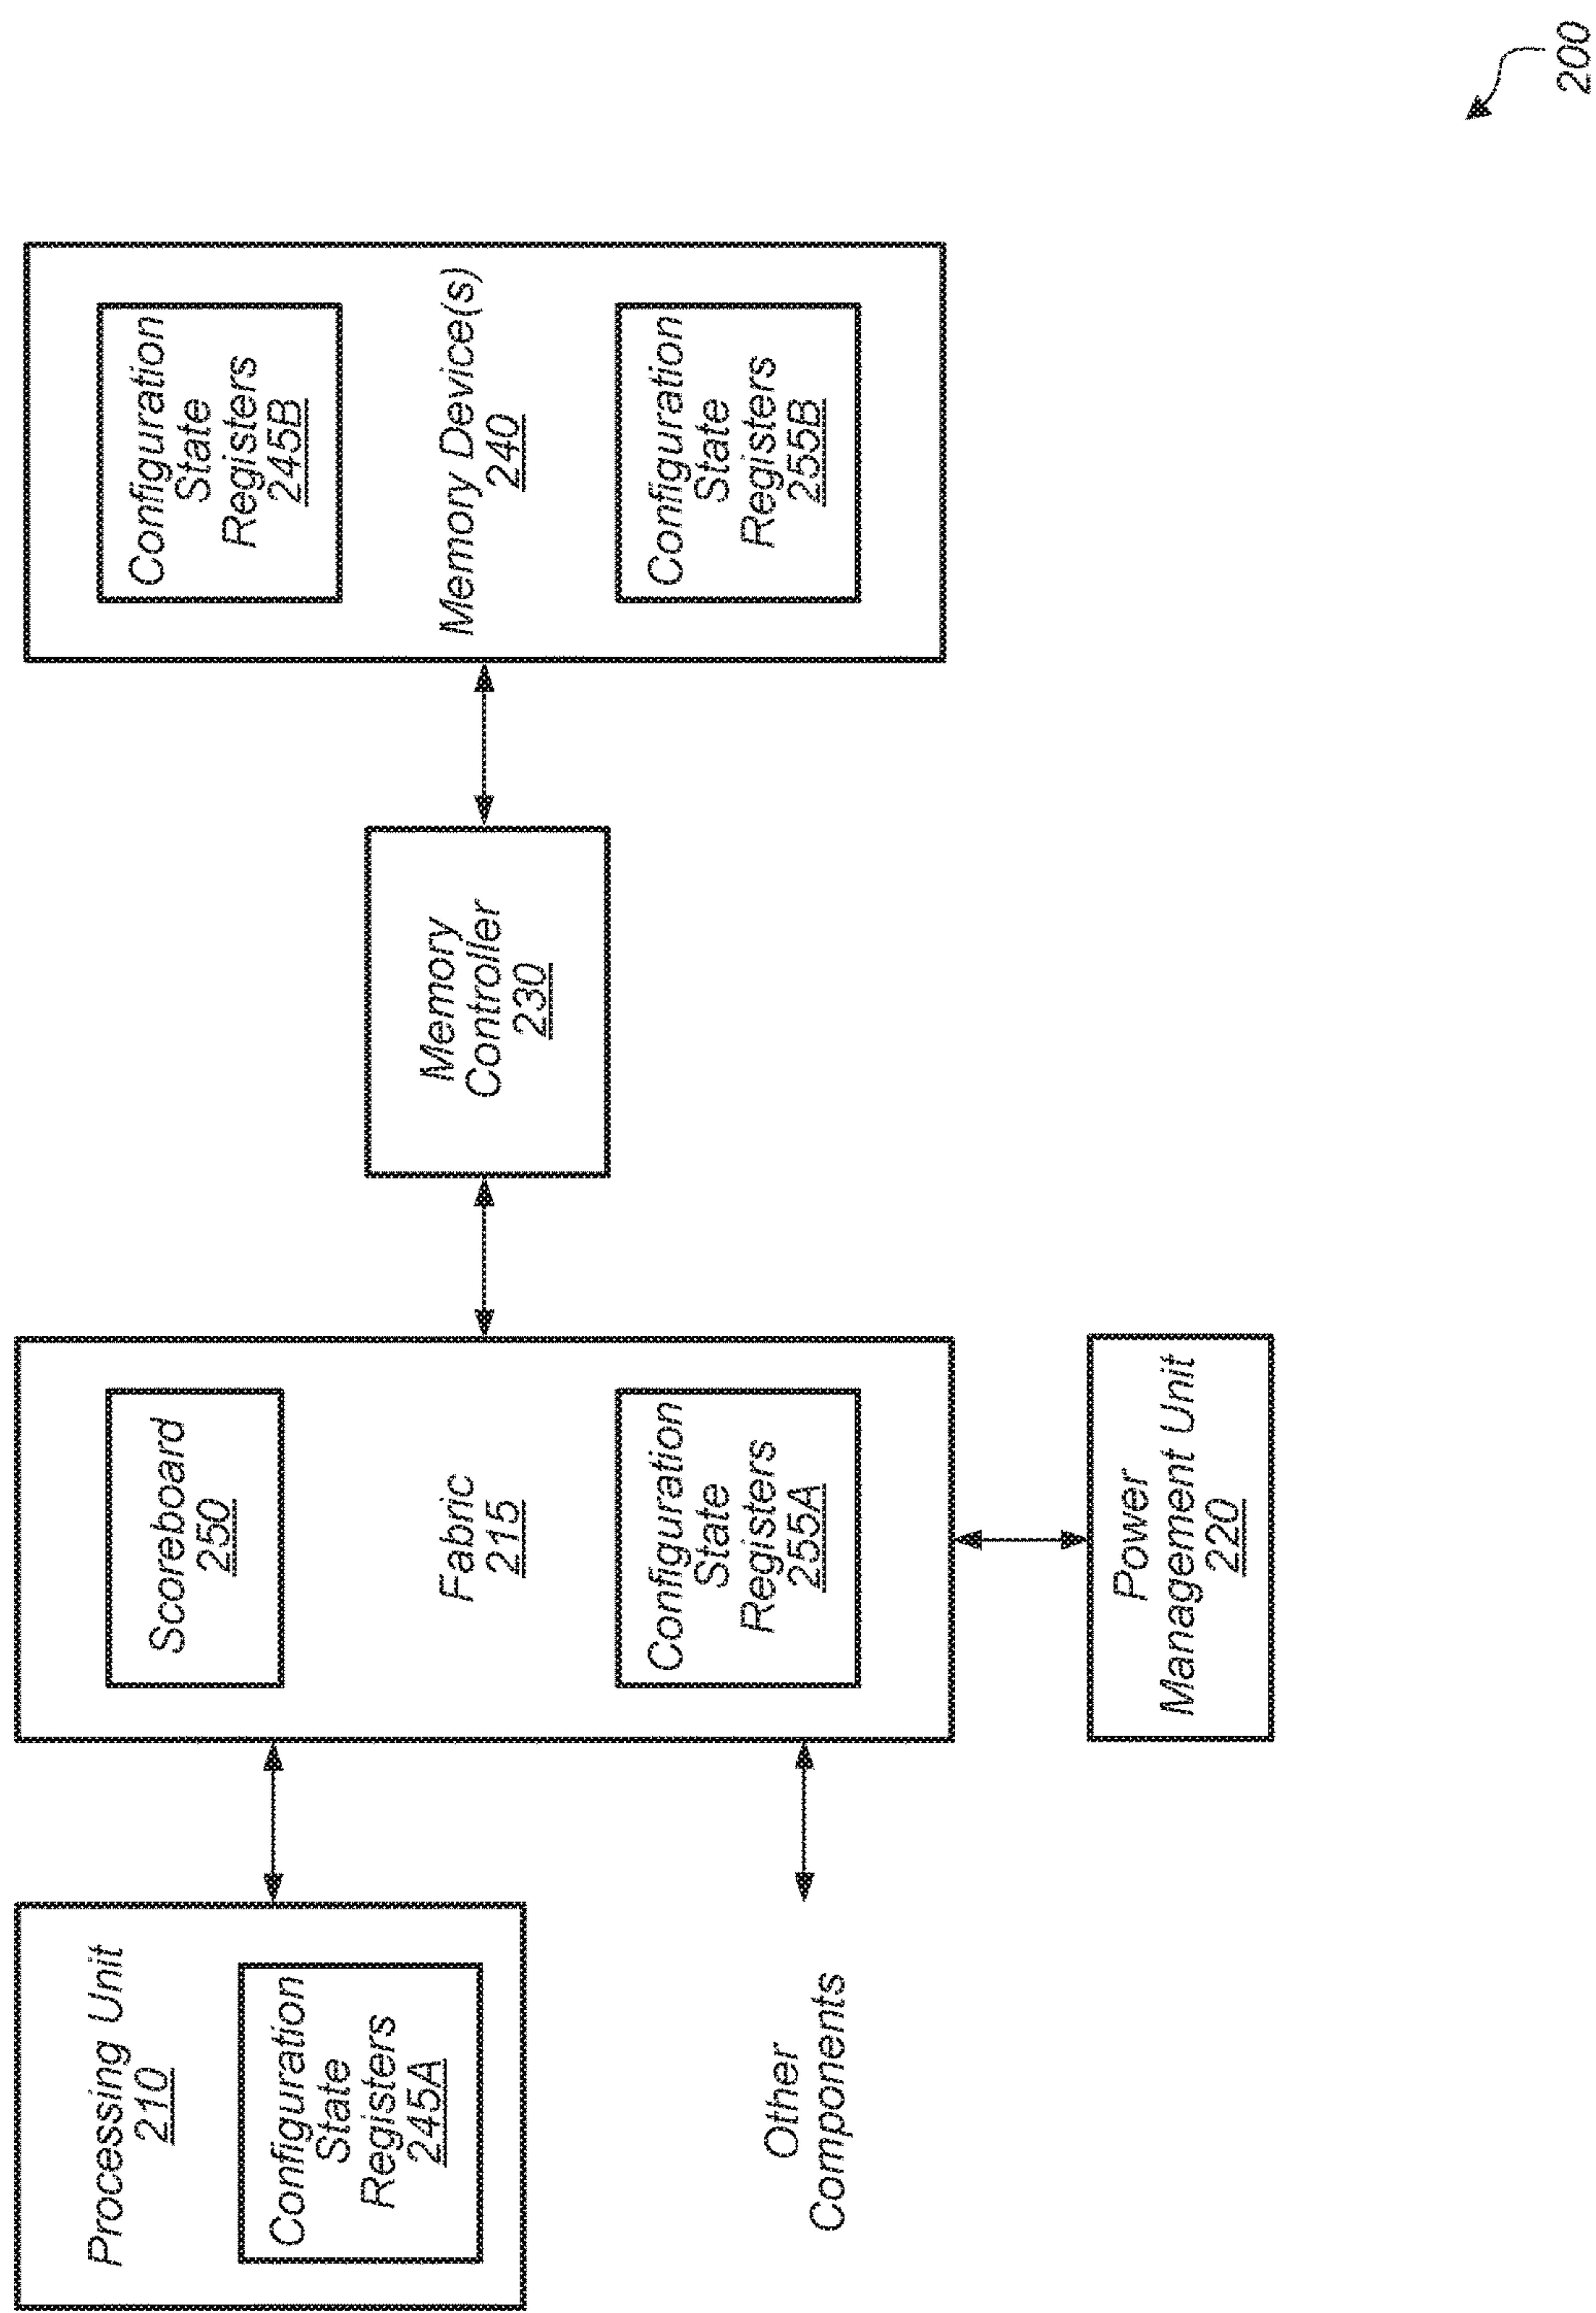 Processing Unit
210
Configuration
State
Registers
245A
Other
Components
Scoreboard
250
Fabric
215
Configuration
State
Registers
255A
Power
Management Unit
220
Memory
Controller
230
Configuration
State
Registers
245B
Memory Device(s)
240
Configuration
State
Registers
255B
200